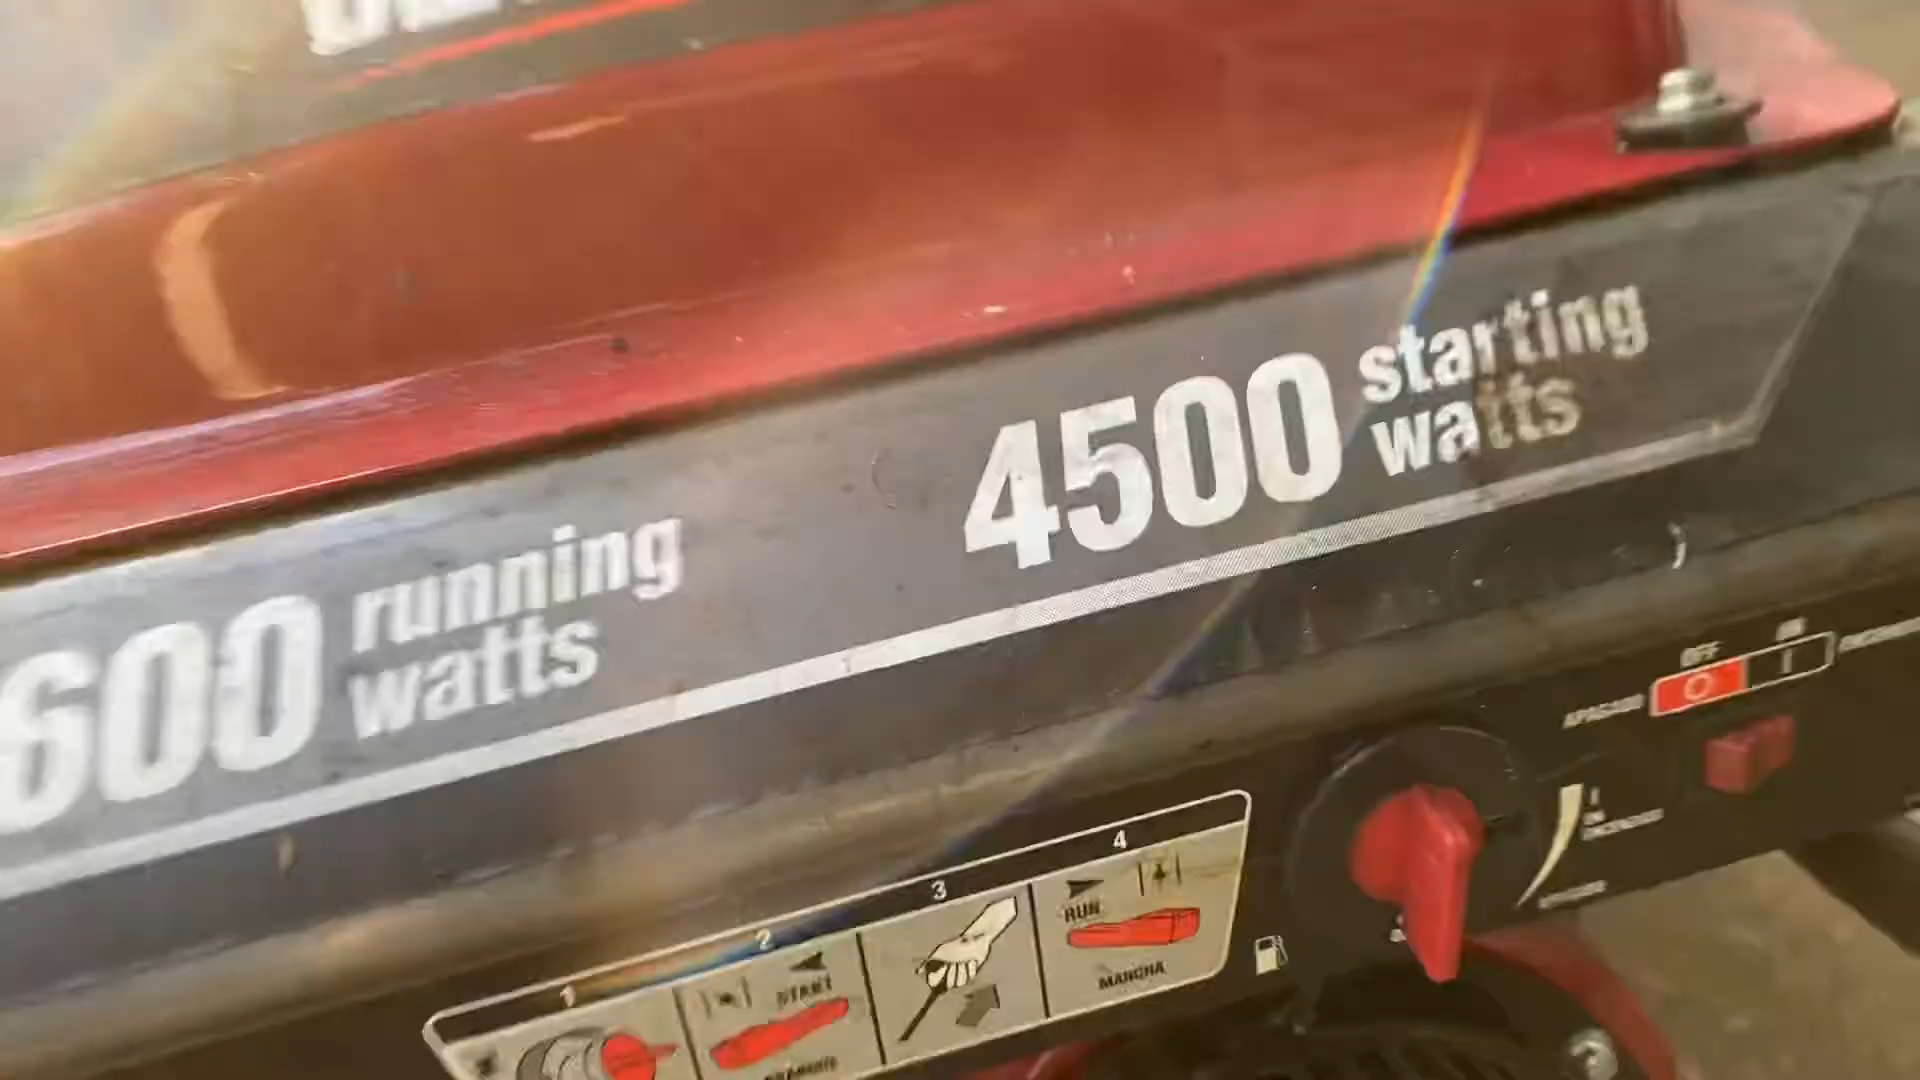 600 running
watts
4500 starting
watts
OFF
APAGADO
1
2
3
4
START
RUN
MARCHA